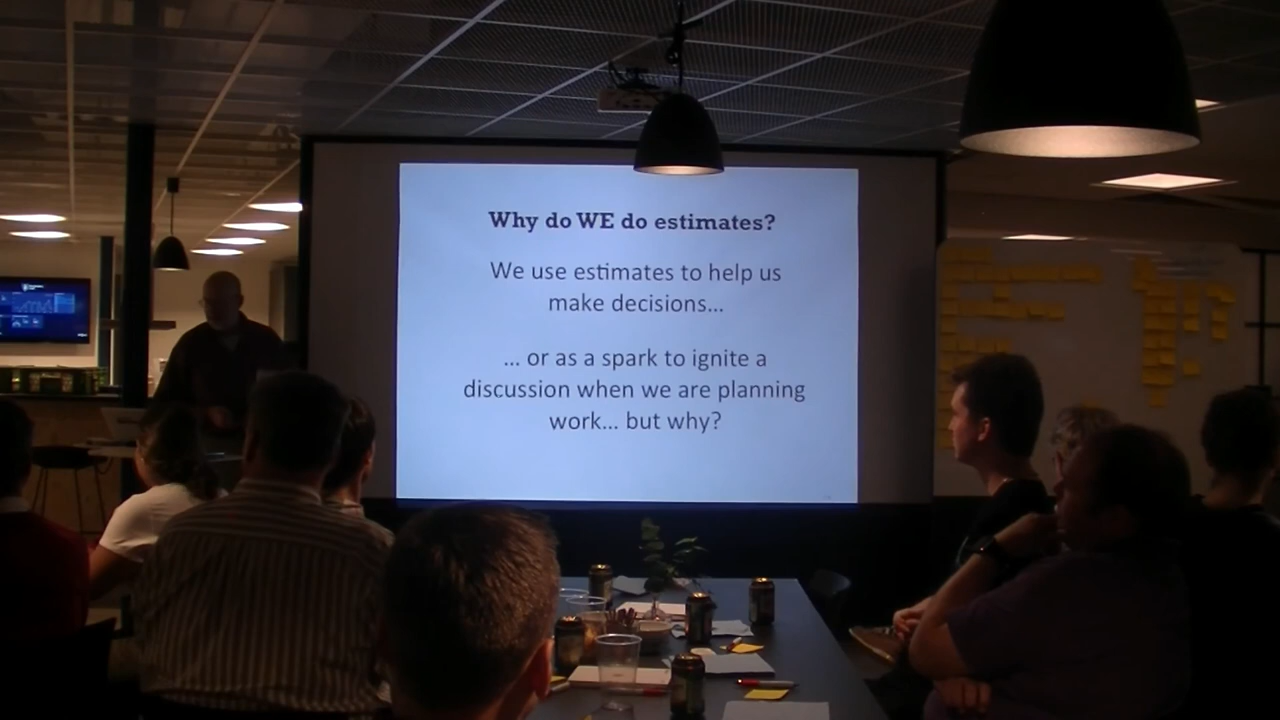 Why do WE do estimates?
We use estimates to help us
make decisions...
... or as a spark to ignite a
discussion when we are planning
work... but why?